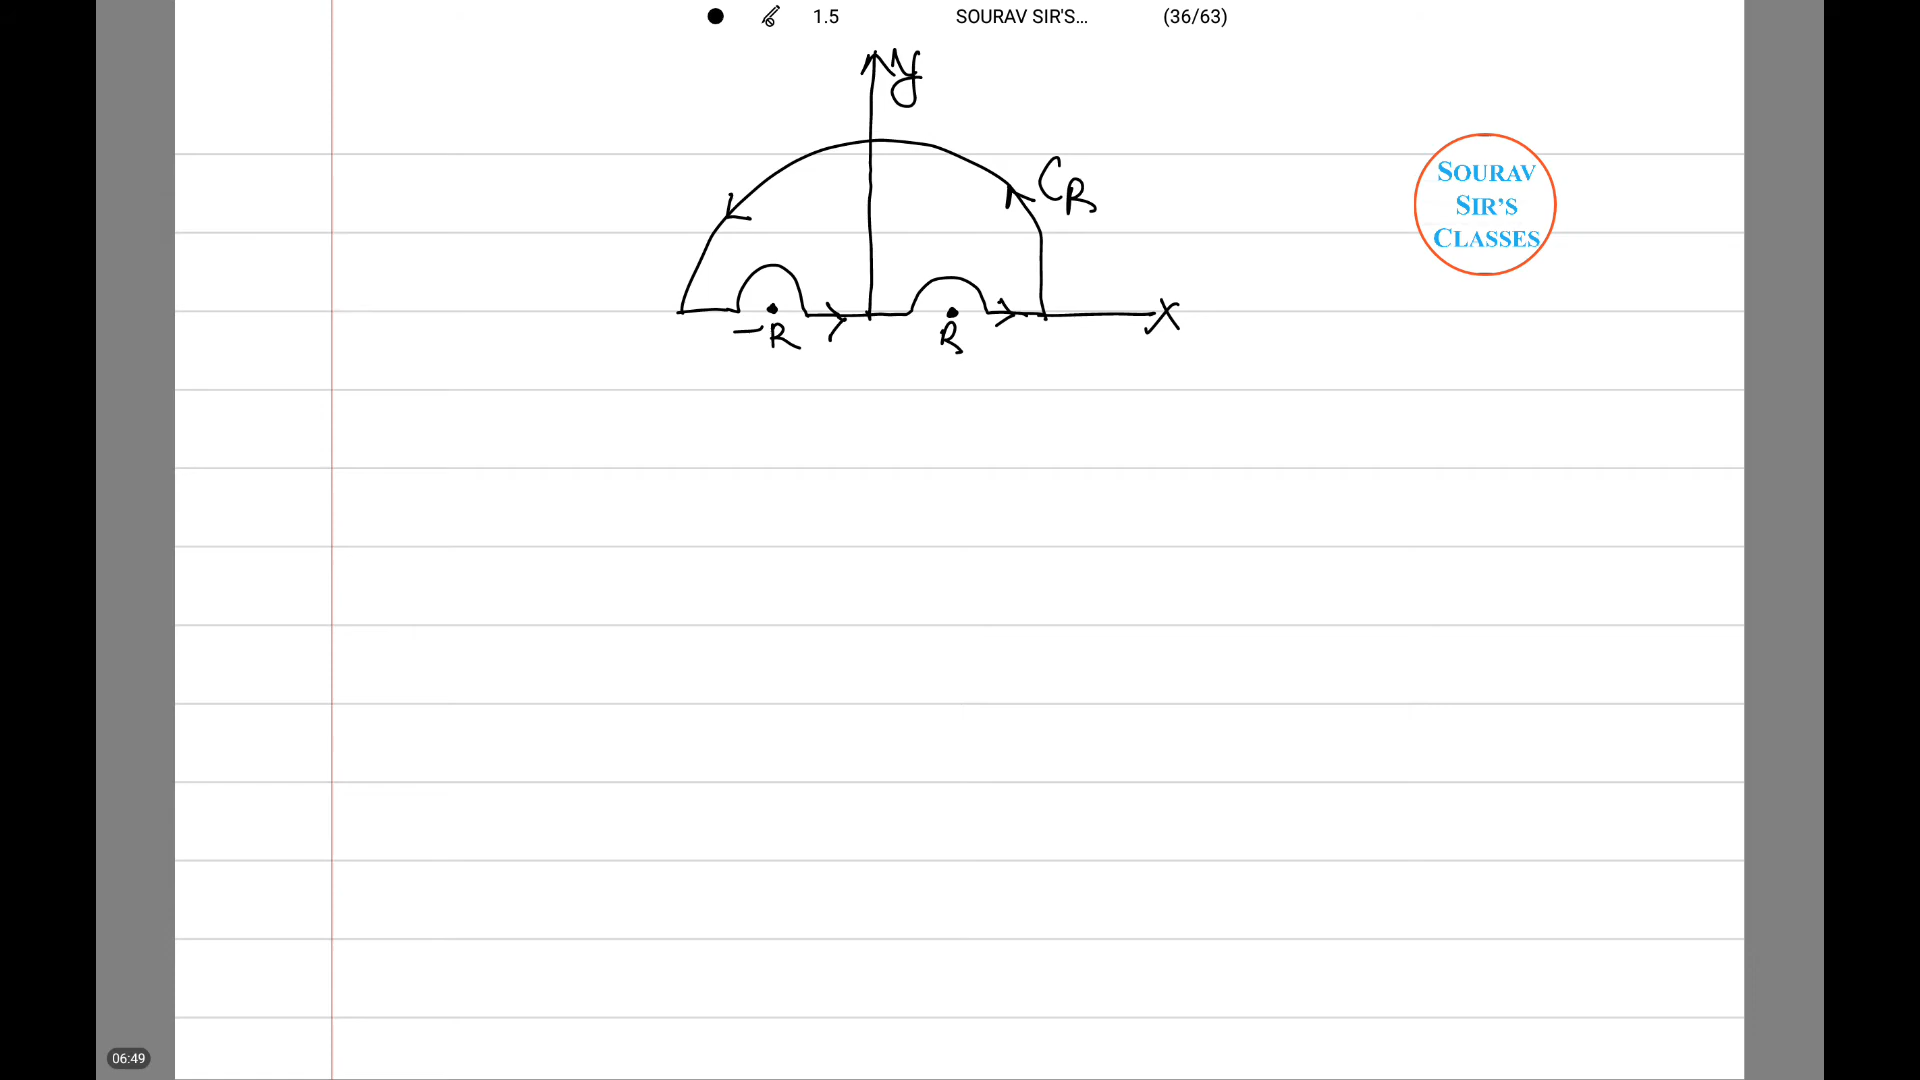 1.5 SOURAV SIR'S... (36/63)
y
C_R
SOURAV
SIR'S
CLASSES
-R R X
06:49